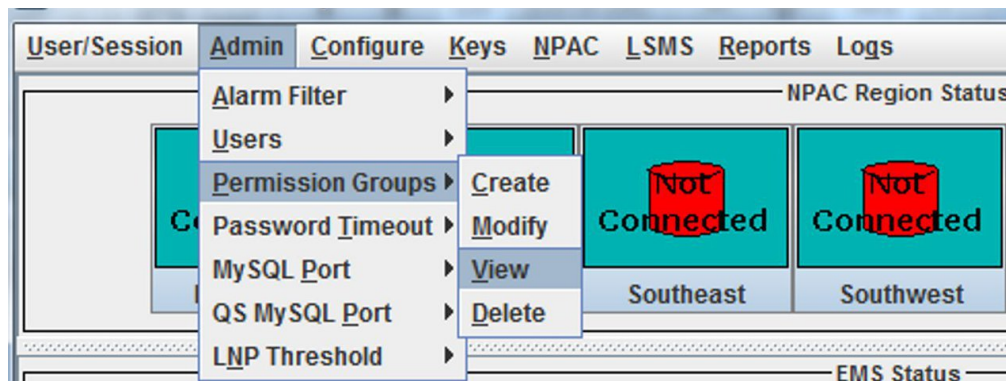 User/Session Admin Configure Keys NPAC LSMS Reports Logs
NPAC Region Status
Alarm Filter
Users
Permission Groups
Password Timeout
MySQL Port
QS MySQL Port
LNP Threshold
Create
Modify
View
Delete
Not
Connected
Southeast
Not
Connected
Southwest
EMS Status